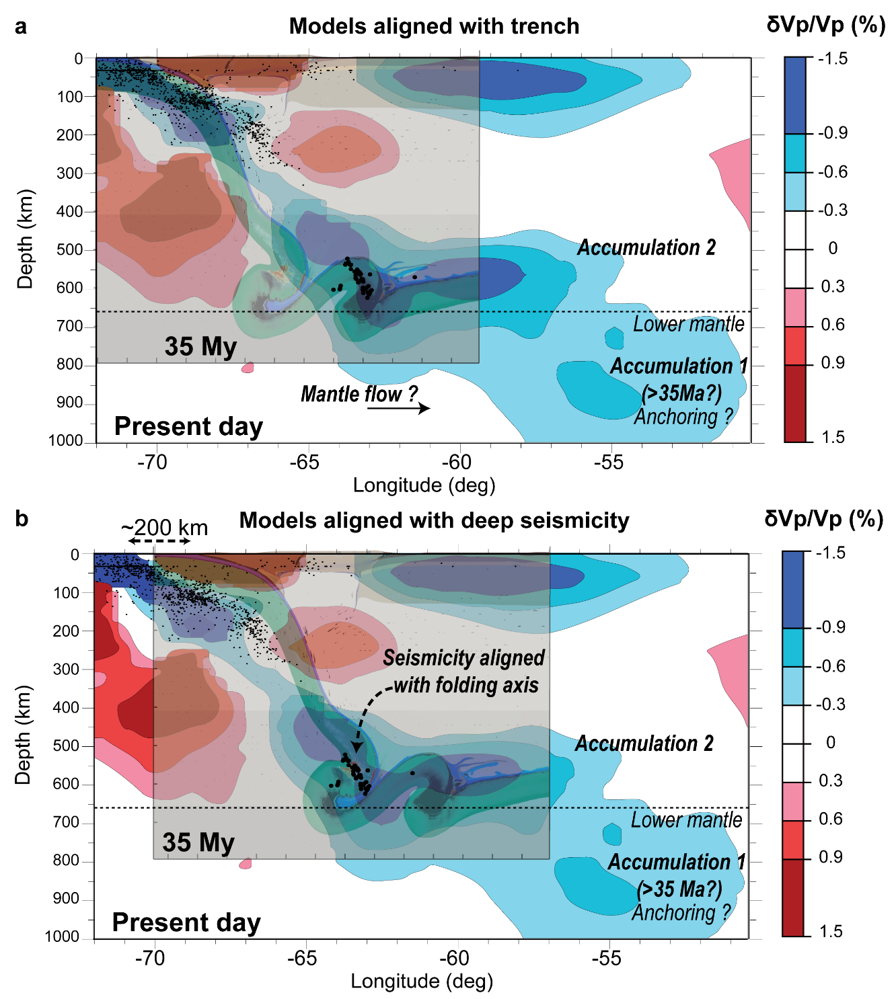 a
Models aligned with trench
δVp/Vp (%)
0
100
200
300
400
500
600
700
800
900
1000
Depth (km)
-1.5
-0.9
-0.6
-0.3
0
0.3
0.6
0.9
1.5
Accumulation 2
Lower mantle
35 My
Accumulation 1
(>35Ma?)
Anchoring ?
Mantle flow ?
Present day
-70
-65
-60
-55
Longitude (deg)
b
~200 km
Models aligned with deep seismicity
δVp/Vp (%)
0
100
200
300
400
500
600
700
800
900
1000
Depth (km)
-1.5
-0.9
-0.6
-0.3
0
0.3
0.6
0.9
1.5
Seismicity aligned
with folding axis
Accumulation 2
Lower mantle
35 My
Accumulation 1
(>35 Ma?)
Anchoring ?
Present day
-70
-65
-60
-55
Longitude (deg)